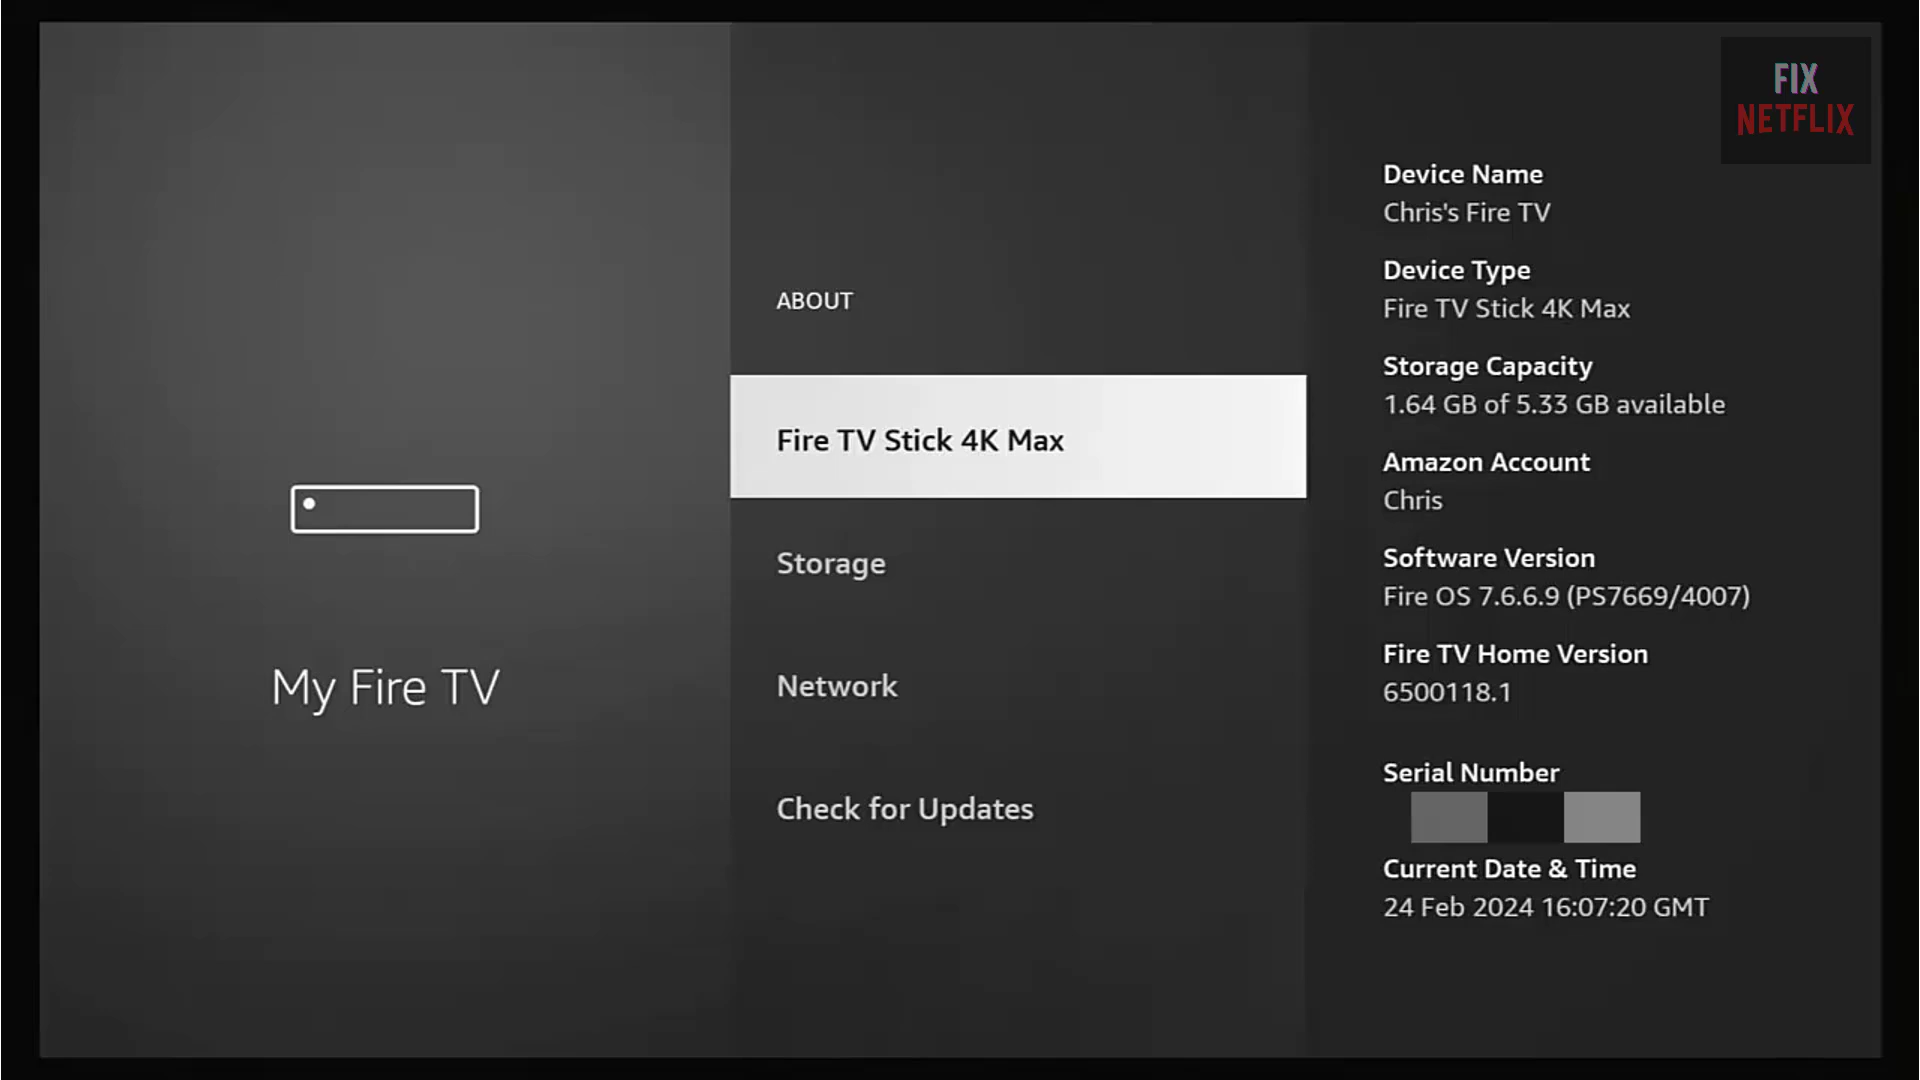 FIX
NETFLIX
My Fire TV
ABOUT
Fire TV Stick 4K Max
Storage
Network
Check for Updates
Device Name
Chris's Fire TV
Device Type
Fire TV Stick 4K Max
Storage Capacity
1.64 GB of 5.33 GB available
Amazon Account
Chris
Software Version
Fire OS 7.6.6.9 (PS7669/4007)
Fire TV Home Version
6500118.1
Serial Number
Current Date & Time
24 Feb 2024 16:07:20 GMT